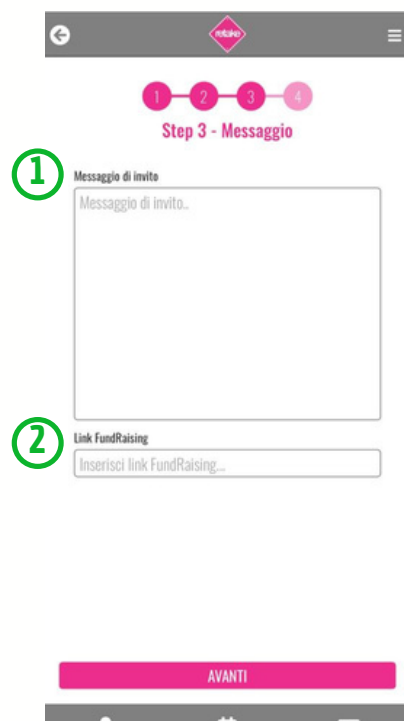 retake
1 2 3 4
Step 3 - Messaggio
1
Messaggio di invito
Messaggio di invito..
2
Link FundRaising
Inserisci link FundRaising...
AVANTI